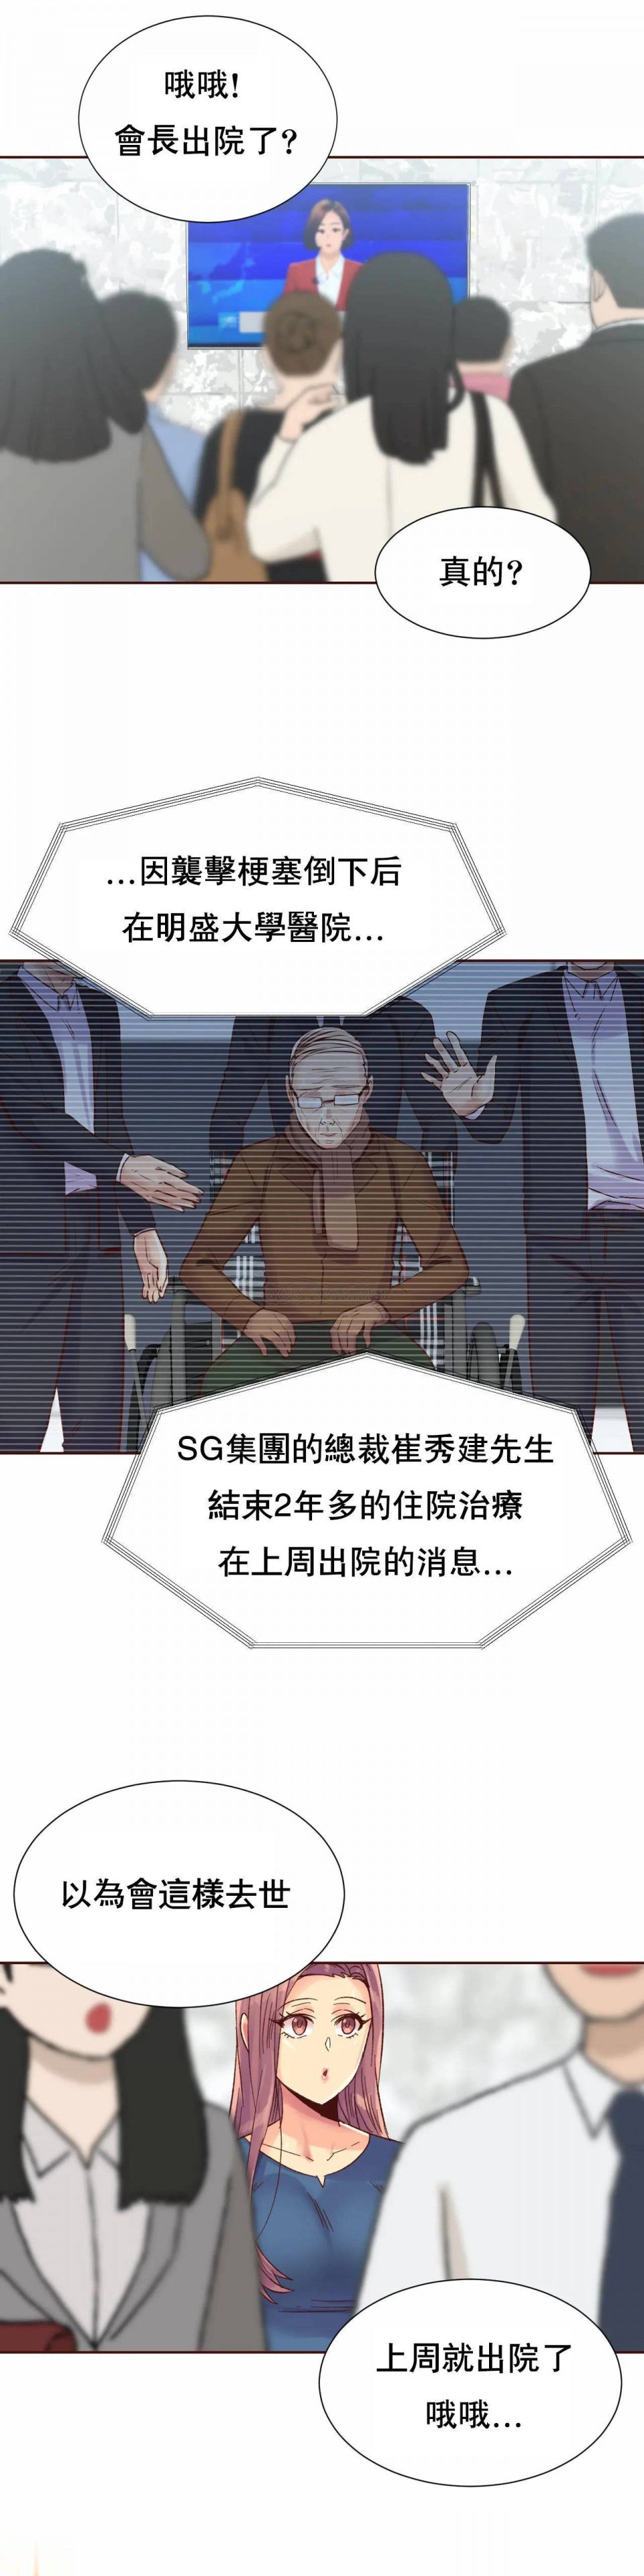 哦哦!
會長出院了?
真的?
...因襲擊梗塞倒下后
在明盛大學醫院...
SG集團的總裁崔秀建先生
結束2年多的住院治療
在上周出院的消息...
以為會這樣去世
上周就出院了
哦哦...